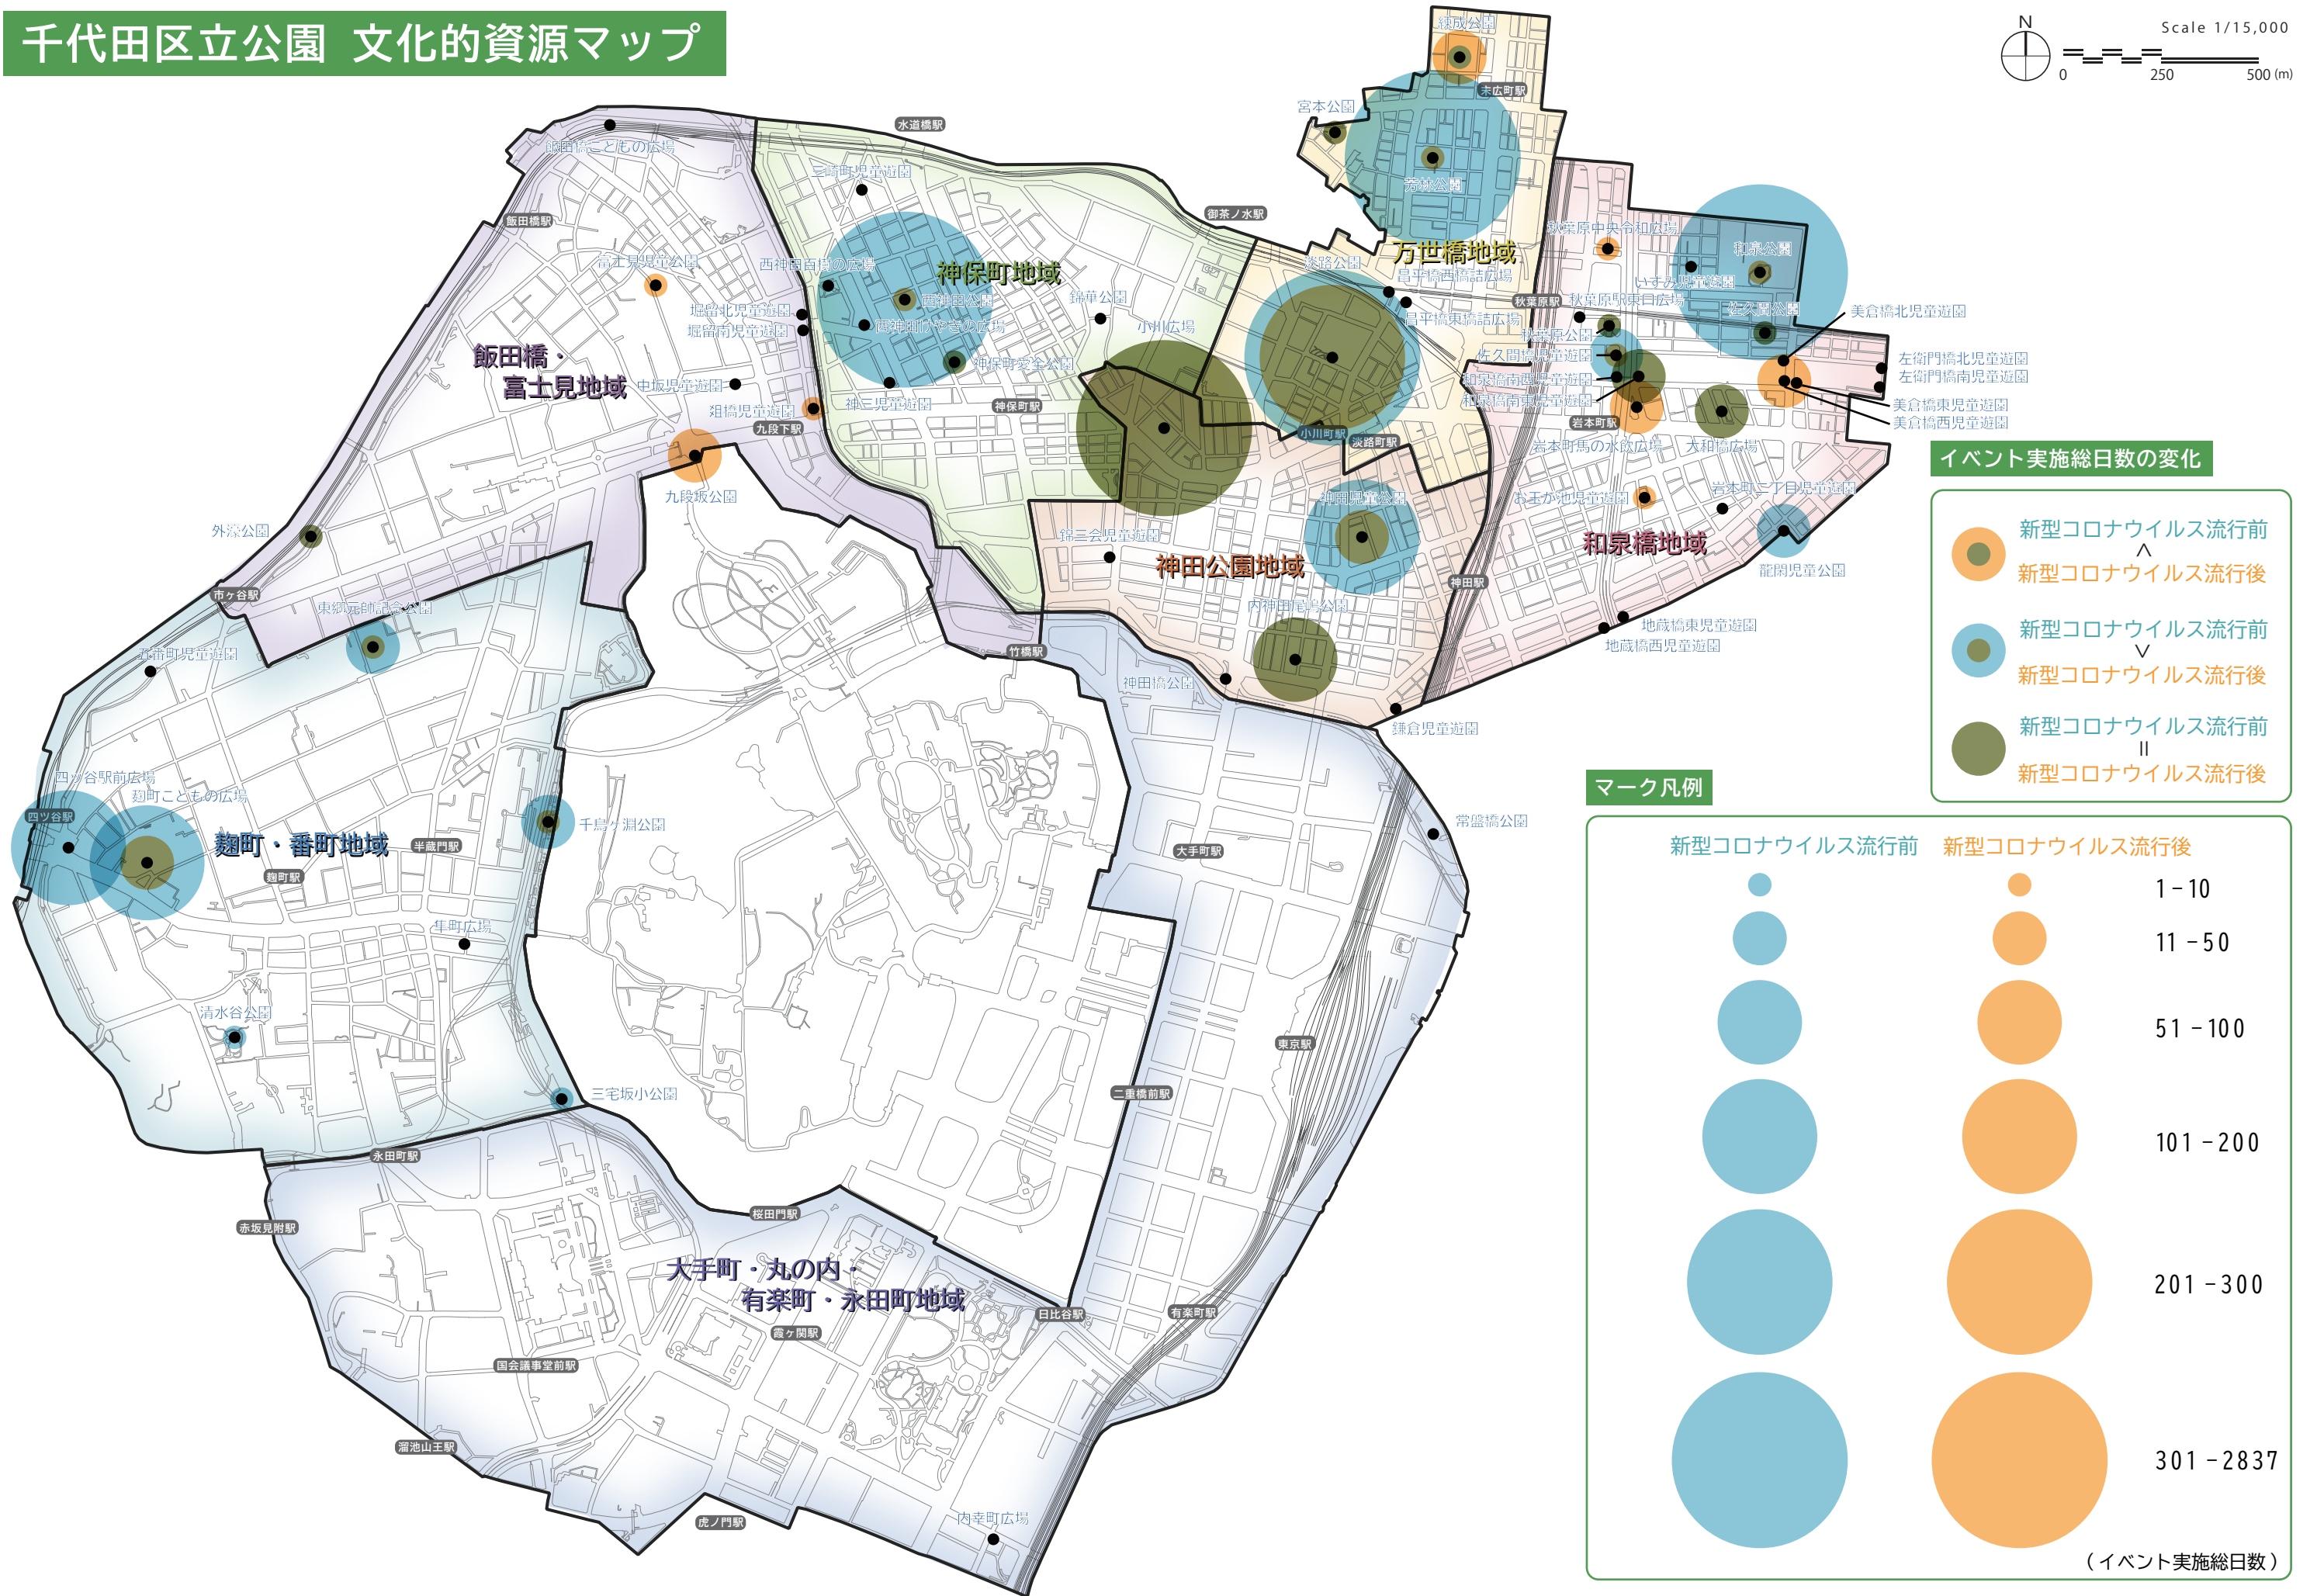 千代田区立公園 文化的資源マップ
N
Scale 1/15,000
0 250 500 (m)
練成公園
末広町駅
宮本公園
芳林公園
水道橋駅
飯田橋こどもの広場
三崎町児童遊園
御茶ノ水駅
飯田橋駅
秋葉原中央令和広場
和泉公園
万世橋地域
淡路公園
昌平橋西橋詰広場
富士見児童公園
西神田百樹の広場
神保町地域
いずみ児童遊園
西神田公園
錦華公園
秋葉原駅
秋葉原駅東口広場
佐久間公園
美倉橋北児童遊園
堀留北児童遊園
堀留南児童遊園
西神田けやきの広場
小川広場
昌平橋東橋詰広場
秋葉原公園
佐久間橋児童遊園
左衛門橋北児童遊園
左衛門橋南児童遊園
飯田橋・
富士見地域
中坂児童遊園
神保町愛全公園
和泉橋南西児童遊園
和泉橋南東児童遊園
俎橋児童遊園
神三児童遊園
神保町駅
美倉橋東児童遊園
美倉橋西児童遊園
九段下駅
小川町駅
淡路町駅
岩本町駅
岩本町馬の水飲広場
大和橋広場
イベント実施総日数の変化
九段坂公園
神田児童公園
お玉が池児童遊園
岩本町二丁目児童遊園
外濠公園
錦三会児童遊園
神田公園地域
和泉橋地域
龍閑児童公園
新型コロナウイルス流行前
<
新型コロナウイルス流行後
市ヶ谷駅
東郷元帥記念公園
神田駅
内神田尾嶋公園
地蔵橋東児童遊園
地蔵橋西児童遊園
新型コロナウイルス流行前
>
新型コロナウイルス流行後
五番町児童遊園
竹橋駅
神田橋公園
鎌倉児童遊園
新型コロナウイルス流行前
=
新型コロナウイルス流行後
四ッ谷駅前広場
麹町こどもの広場
四ツ谷駅
麹町・番町地域
半蔵門駅
麹町駅
千鳥ヶ淵公園
大手町駅
常盤橋公園
マーク凡例
新型コロナウイルス流行前 新型コロナウイルス流行後
1-10
11-50
51-100
101-200
201-300
301-2837
(イベント実施総日数)
隼町広場
清水谷公園
東京駅
三宅坂小公園
二重橋前駅
永田町駅
赤坂見附駅
桜田門駅
大手町・丸の内・
有楽町・永田町地域
日比谷駅
有楽町駅
霞ヶ関駅
国会議事堂前駅
溜池山王駅
虎ノ門駅
内幸町広場